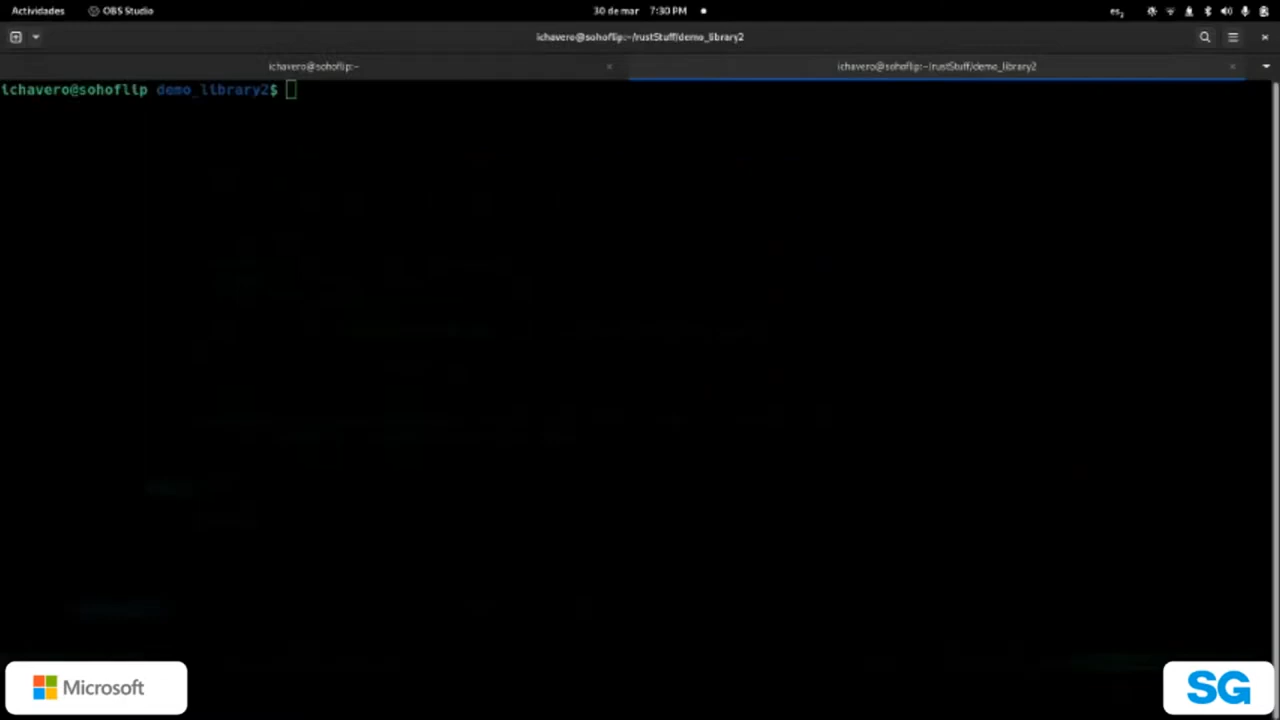 Actividades OBS Studio 30 de mar 7:30 PM es2
ichavero@sohoflip:~/rustStuff/demo_library2
ichavero@sohoflip:~ ichavero@sohoflip:~/rustStuff/demo_library2
ichavero@sohoflip demo_library2$
Microsoft SG